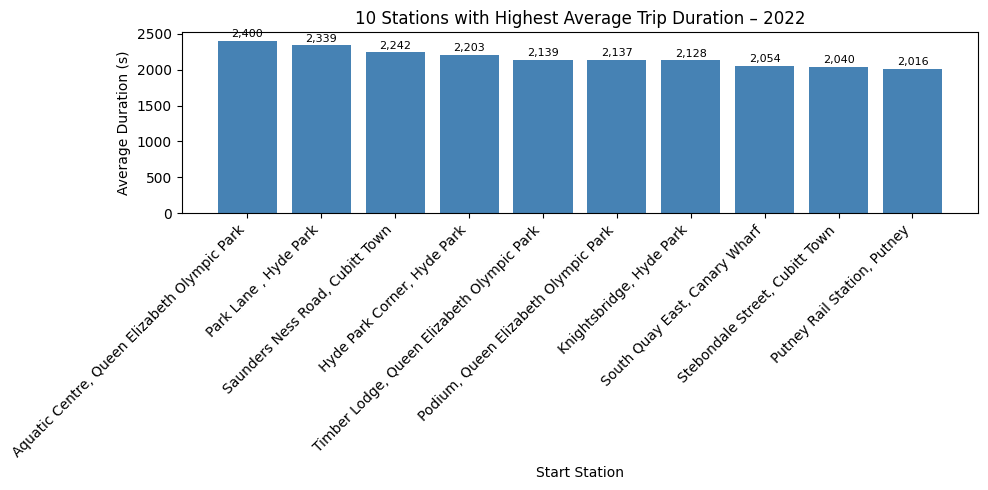 10 Stations with Highest Average Trip Duration – 2022
Average Duration (s)
2500
2000
1500
1000
500
0
2,400
2,339
2,242
2,203
2,139
2,137
2,128
2,054
2,040
2,016
Aquatic Centre, Queen Elizabeth Olympic Park
Park Lane , Hyde Park
Saunders Ness Road, Cubitt Town
Hyde Park Corner, Hyde Park
Timber Lodge, Queen Elizabeth Olympic Park
Podium, Queen Elizabeth Olympic Park
Knightsbridge, Hyde Park
South Quay East, Canary Wharf
Stebondale Street, Cubitt Town
Putney Rail Station, Putney
Start Station